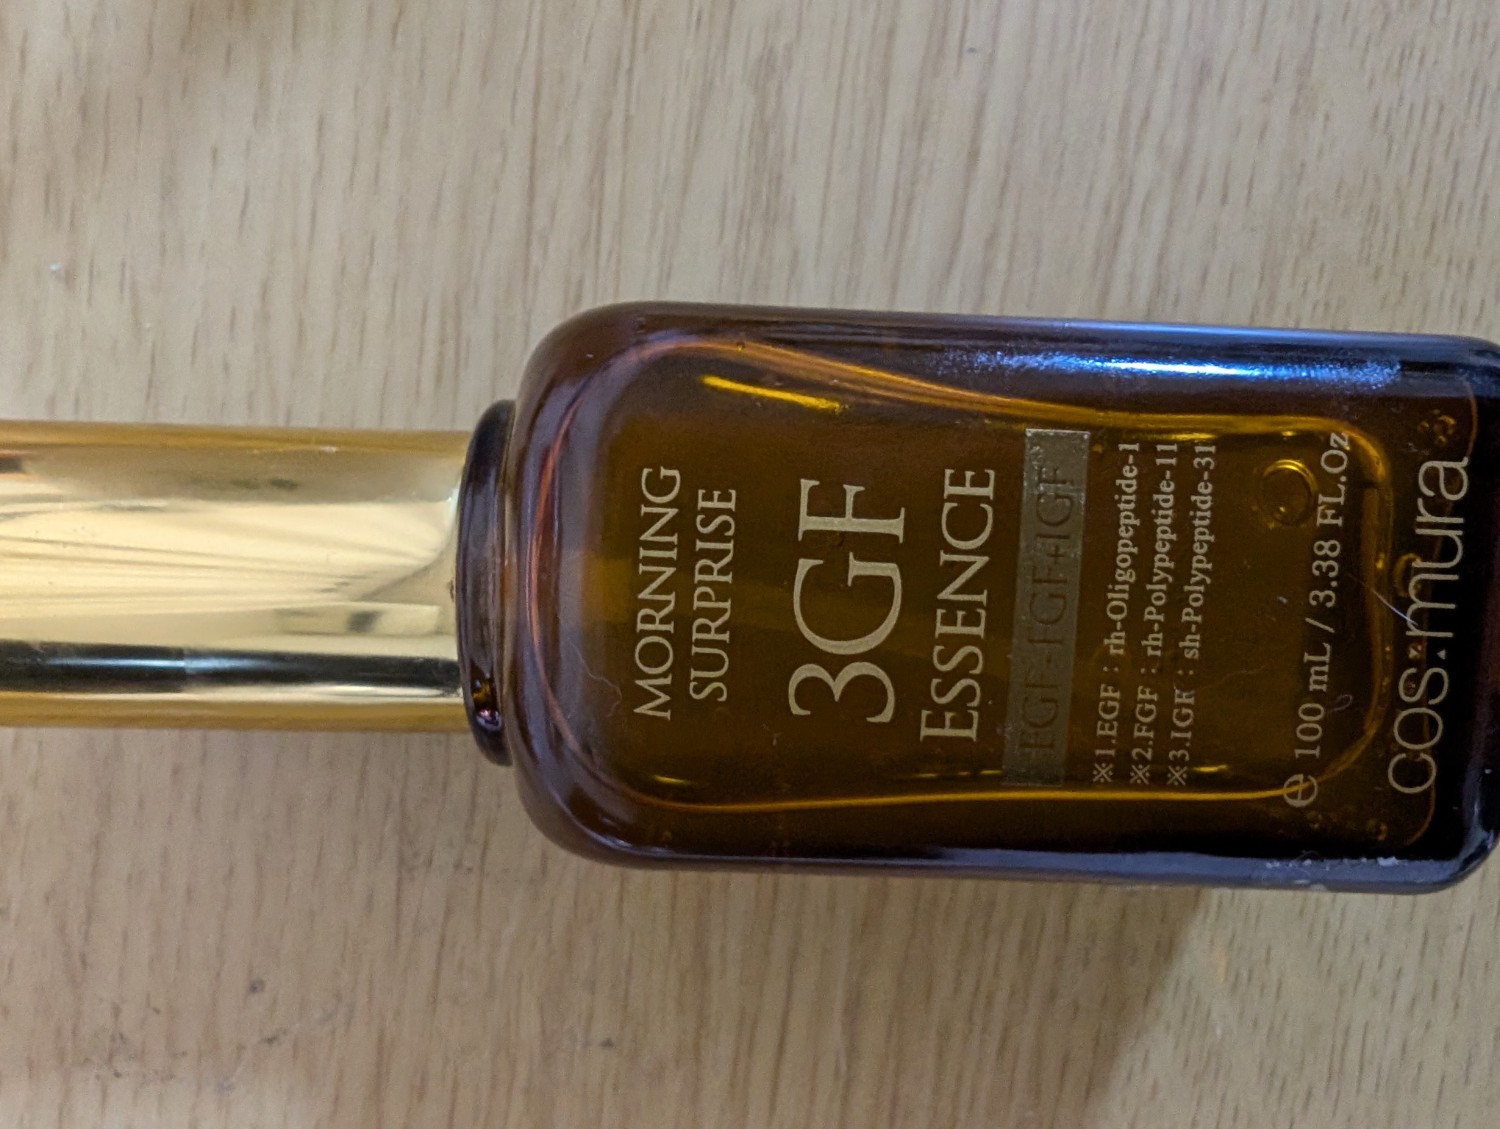 MORNING
SURPRISE
3GF
ESSENCE
EGF+FGF+IGF
※1.EGF : rh-Oligopeptide-1
※2.FGF : rh-Polypeptide-11
※3.IGF : sh-Polypeptide-31
℮ 100 mL / 3.38 FL.Oz
cos:mura